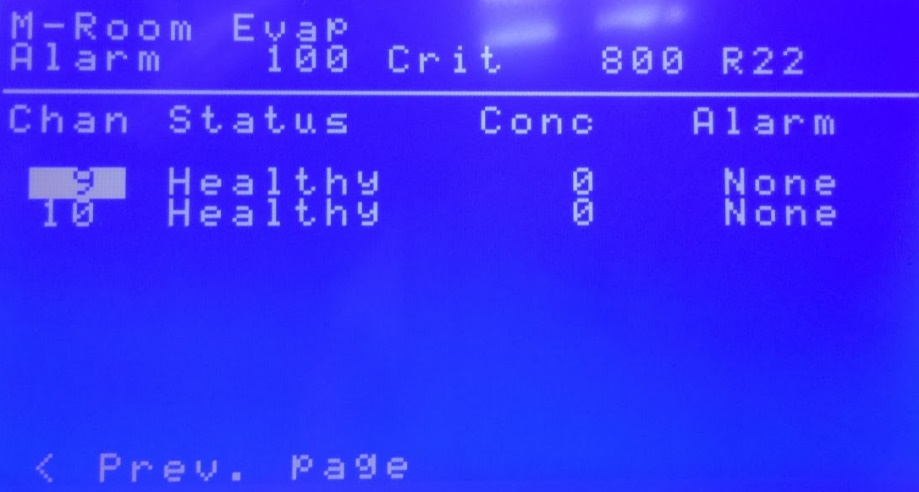 M-Room Evap
Alarm 100 Crit 800 R22
Chan Status Conc Alarm
9 Healthy 0 None
10 Healthy 0 None
< Prev. page